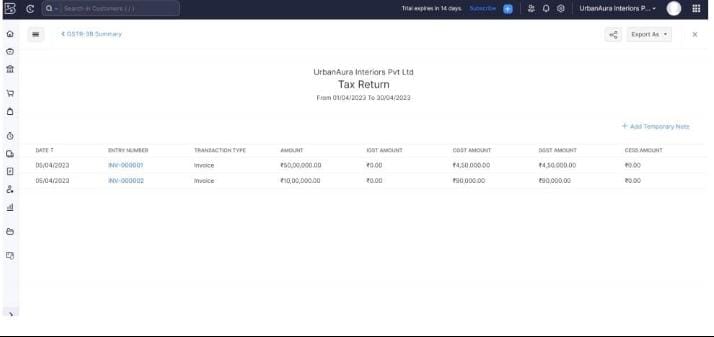 Search in Customers ( / )
Trial expires in 14 days. Subscribe
UrbanAura Interiors P...
< GSTR-3B Summary
Export As
UrbanAura Interiors Pvt Ltd
Tax Return
From 01/04/2023 To 30/04/2023
+ Add Temporary Note
DATE ↑ ENTRY NUMBER TRANSACTION TYPE AMOUNT IGST AMOUNT CGST AMOUNT SGST AMOUNT CESS AMOUNT
05/04/2023 INV-000001 Invoice ₹50,00,000.00 ₹0.00 ₹4,50,000.00 ₹4,50,000.00 ₹0.00
05/04/2023 INV-000002 Invoice ₹10,00,000.00 ₹0.00 ₹90,000.00 ₹90,000.00 ₹0.00